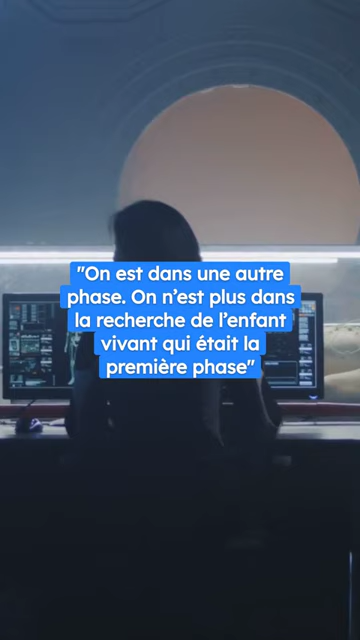 "On est dans une autre
phase. On n’est plus dans
la recherche de l’enfant
vivant qui était la
première phase"